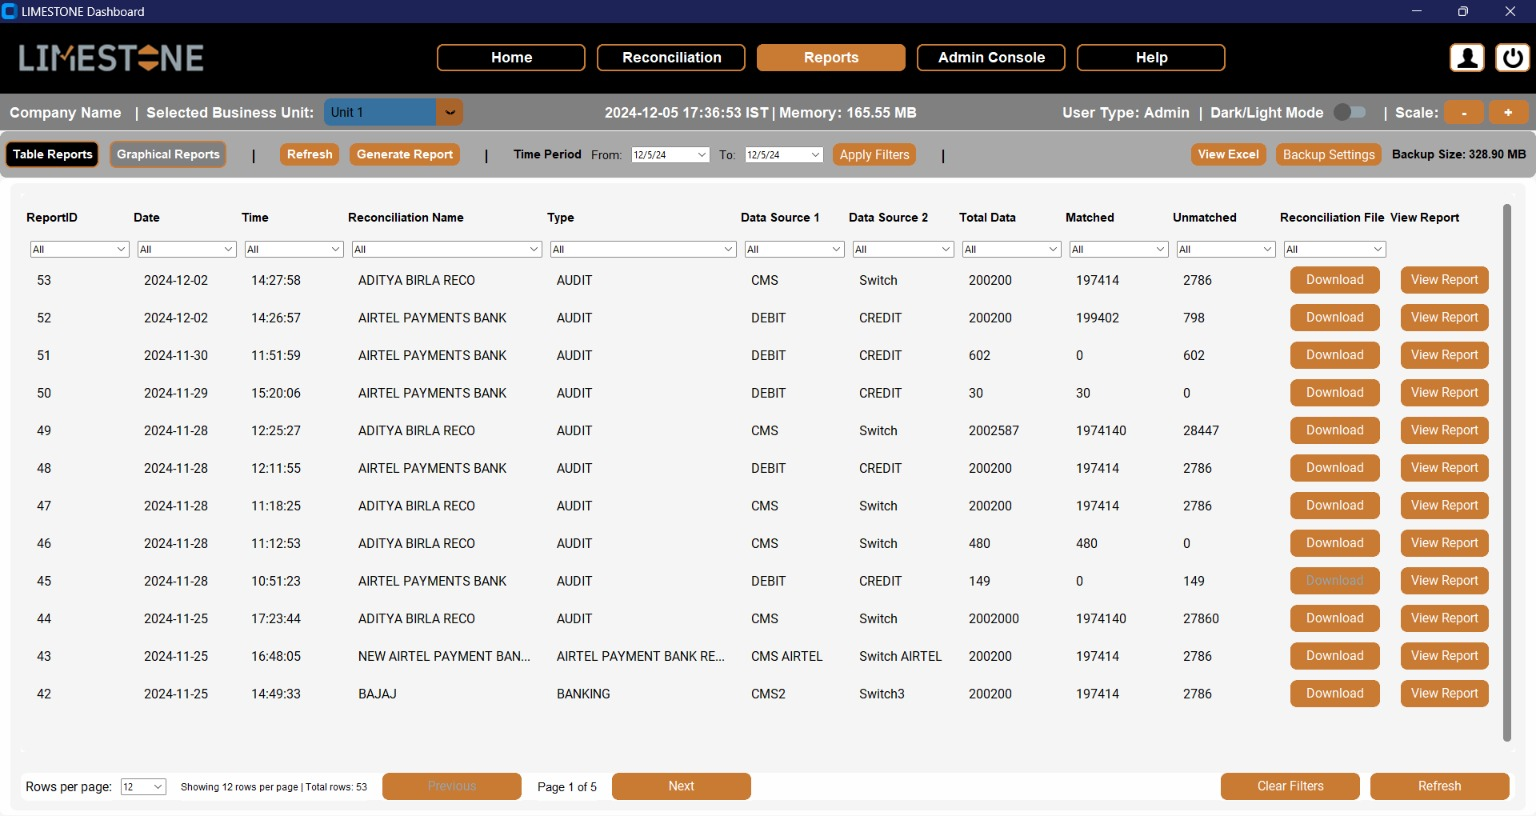 LIMESTONE Dashboard
LIMESTONE Home Reconciliation Reports Admin Console Help
Company Name | Selected Business Unit: Unit 1 2024-12-05 17:36:53 IST | Memory: 165.55 MB User Type: Admin | Dark/Light Mode | Scale: - +
Table Reports Graphical Reports | Refresh Generate Report | Time Period From: 12/5/24 To: 12/5/24 Apply Filters | View Excel Backup Settings Backup Size: 328.90 MB
ReportID Date Time Reconciliation Name Type Data Source 1 Data Source 2 Total Data Matched Unmatched Reconciliation File View Report
All All All All All All All All All All All
53 2024-12-02 14:27:58 ADITYA BIRLA RECO AUDIT CMS Switch 200200 197414 2786 Download View Report
52 2024-12-02 14:26:57 AIRTEL PAYMENTS BANK AUDIT DEBIT CREDIT 200200 199402 798 Download View Report
51 2024-11-30 11:51:59 AIRTEL PAYMENTS BANK AUDIT DEBIT CREDIT 602 0 602 Download View Report
50 2024-11-29 15:20:06 AIRTEL PAYMENTS BANK AUDIT DEBIT CREDIT 30 30 0 Download View Report
49 2024-11-28 12:25:27 ADITYA BIRLA RECO AUDIT CMS Switch 2002587 1974140 28447 Download View Report
48 2024-11-28 12:11:55 AIRTEL PAYMENTS BANK AUDIT DEBIT CREDIT 200200 197414 2786 Download View Report
47 2024-11-28 11:18:25 ADITYA BIRLA RECO AUDIT CMS Switch 200200 197414 2786 Download View Report
46 2024-11-28 11:12:53 ADITYA BIRLA RECO AUDIT CMS Switch 480 480 0 Download View Report
45 2024-11-28 10:51:23 AIRTEL PAYMENTS BANK AUDIT DEBIT CREDIT 149 0 149 Download View Report
44 2024-11-25 17:23:44 ADITYA BIRLA RECO AUDIT CMS Switch 2002000 1974140 27860 Download View Report
43 2024-11-25 16:48:05 NEW AIRTEL PAYMENT BAN... AIRTEL PAYMENT BANK RE... CMS AIRTEL Switch AIRTEL 200200 197414 2786 Download View Report
42 2024-11-25 14:49:33 BAJAJ BANKING CMS2 Switch3 200200 197414 2786 Download View Report
Rows per page: 12 Showing 12 rows per page | Total rows: 53 Previous Page 1 of 5 Next Clear Filters Refresh